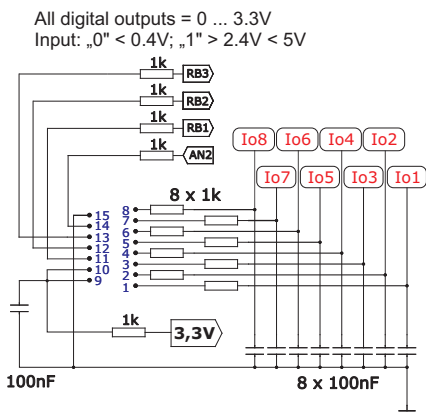 All digital outputs = 0 ... 3.3V
Input: „0" < 0.4V; „1" > 2.4V < 5V
1k
RB3
1k
RB2
1k
RB1
1k
AN2
Io8
Io6
Io4
Io2
Io7
Io5
Io3
Io1
8 x 1k
15
14
13
12
11
10
9
8
7
6
5
4
3
2
1
1k
3,3V
100nF
8 x 100nF